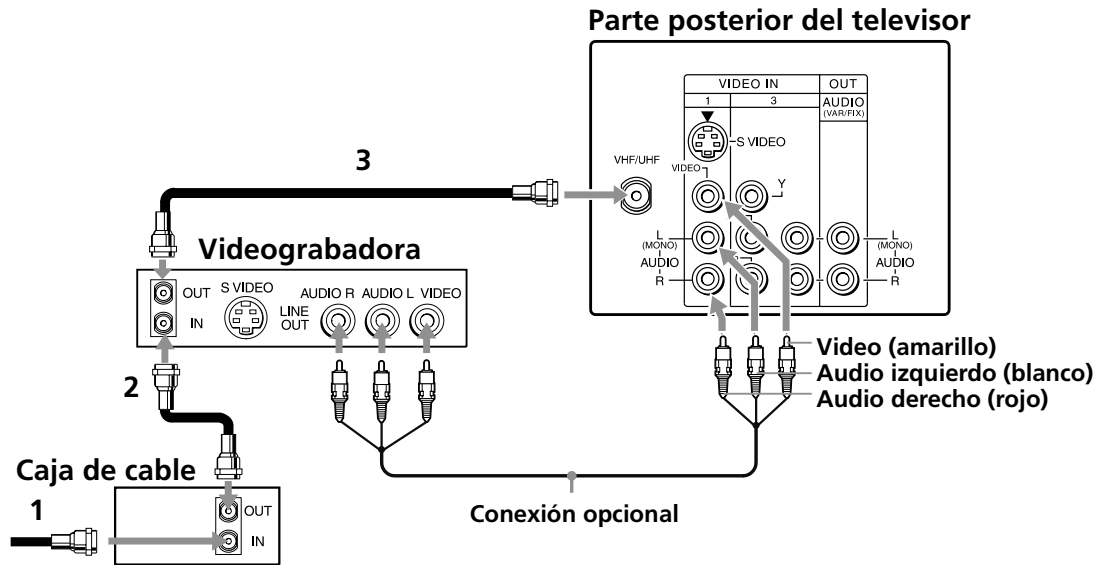 Parte posterior del televisor
VIDEO IN
OUT
1
3
AUDIO
(VAR/FIX)
S VIDEO
VHF/UHF
VIDEO
Y
L
(MONO)
AUDIO
R
L
(MONO)
AUDIO
R
3
Videograbadora
OUT
IN
S VIDEO
LINE
OUT
AUDIO R
AUDIO L
VIDEO
Video (amarillo)
Audio izquierdo (blanco)
Audio derecho (rojo)
2
Caja de cable
1
OUT
IN
Conexión opcional